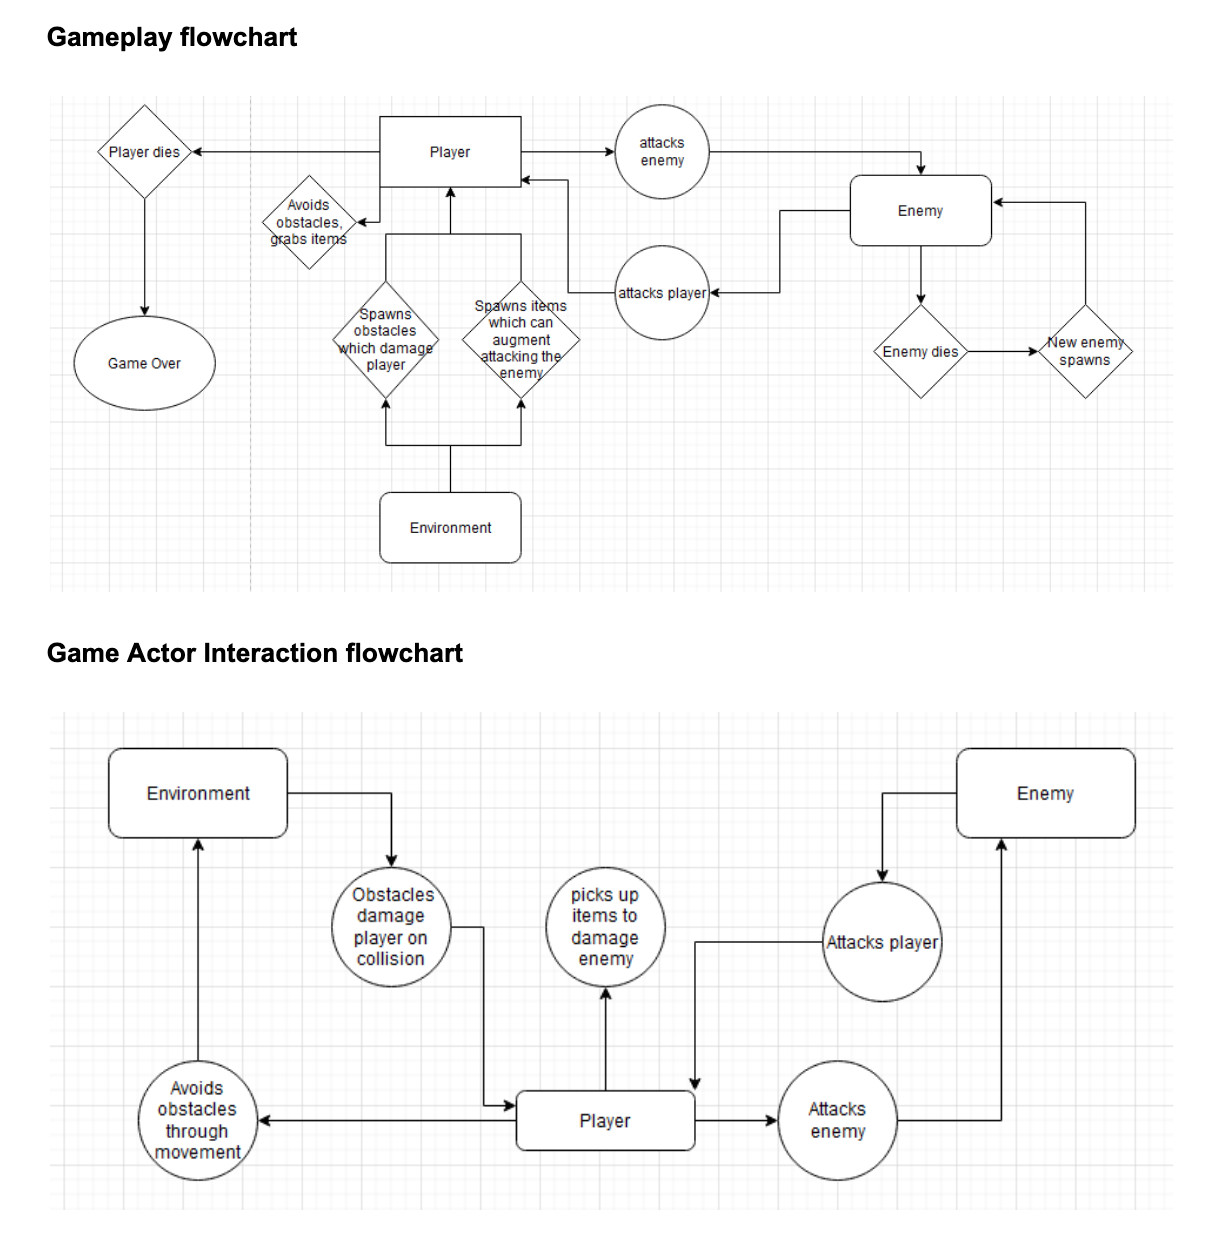 Gameplay flowchart
Player dies
Player
attacks
enemy
Avoids
obstacles,
grabs items
Enemy
attacks player
Spawns
obstacles
which damage
player
Spawns items
which can
augment
attacking the
enemy
Enemy dies
New enemy
spawns
Game Over
Environment
Game Actor Interaction flowchart
Environment
Enemy
Obstacles
damage
player on
collision
picks up
items to
damage
enemy
Attacks player
Avoids
obstacles
through
movement
Player
Attacks
enemy